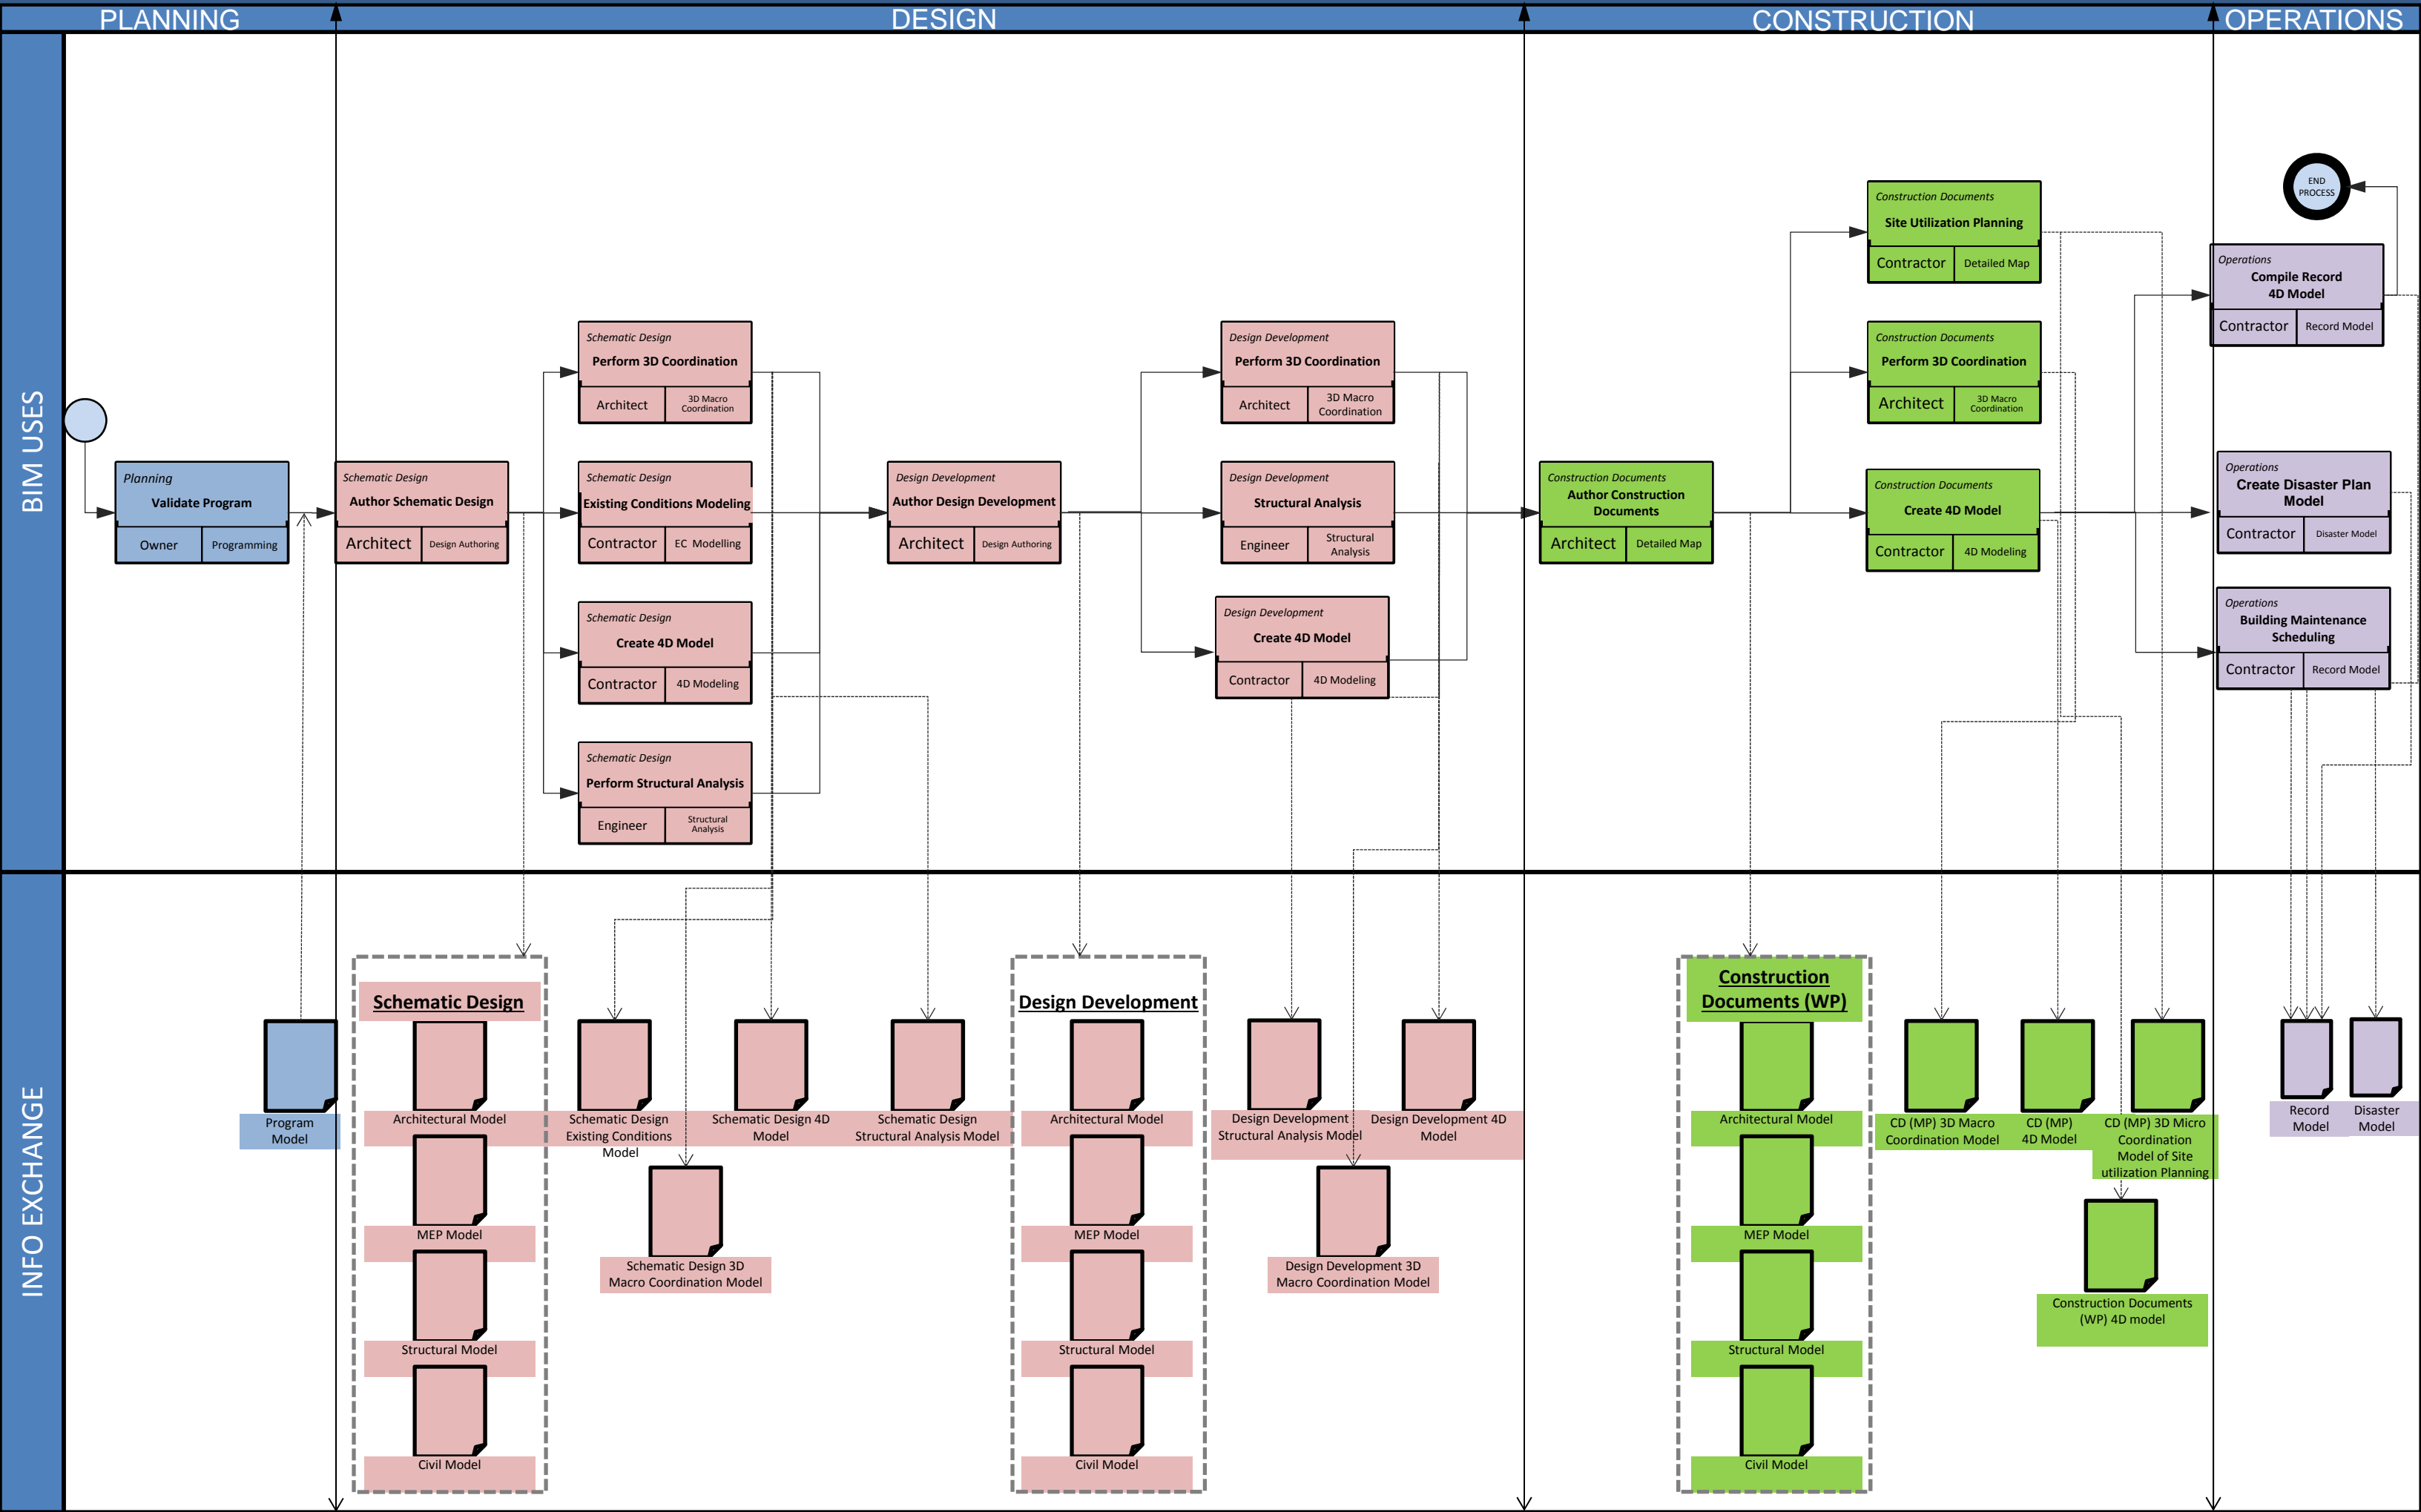 PLANNING
DESIGN
CONSTRUCTION
OPERATIONS
BIM USES
END
PROCESS
Planning
Validate Program
Owner
Programming
Schematic Design
Author Schematic Design
Architect
Design Authoring
Schematic Design
Perform 3D Coordination
Architect
3D Macro
Coordination
Schematic Design
Existing Conditions Modeling
Contractor
EC Modelling
Schematic Design
Create 4D Model
Contractor
4D Modeling
Schematic Design
Perform Structural Analysis
Engineer
Structural
Analysis
Design Development
Author Design Development
Architect
Design Authoring
Design Development
Perform 3D Coordination
Architect
3D Macro
Coordination
Design Development
Structural Analysis
Engineer
Structural
Analysis
Design Development
Create 4D Model
Contractor
4D Modeling
Construction Documents
Author Construction
Documents
Architect
Detailed Map
Construction Documents
Site Utilization Planning
Contractor
Detailed Map
Construction Documents
Perform 3D Coordination
Architect
3D Macro
Coordination
Construction Documents
Create 4D Model
Contractor
4D Modeling
Operations
Compile Record
4D Model
Contractor
Record Model
Operations
Create Disaster Plan
Model
Contractor
Disaster Model
Operations
Building Maintenance
Scheduling
Contractor
Record Model
INFO EXCHANGE
Program
Model
Schematic Design
Architectural Model
MEP Model
Structural Model
Civil Model
Schematic Design
Existing Conditions
Model
Schematic Design 3D
Macro Coordination Model
Schematic Design 4D
Model
Schematic Design
Structural Analysis Model
Design Development
Architectural Model
MEP Model
Structural Model
Civil Model
Design Development
Structural Analysis Model
Design Development 3D
Macro Coordination Model
Design Development 4D
Model
Construction
Documents (WP)
Architectural Model
MEP Model
Structural Model
Civil Model
CD (MP) 3D Macro
Coordination Model
CD (MP)
4D Model
CD (MP) 3D Micro
Coordination
Model of Site
utilization Planning
Construction Documents
(WP) 4D model
Record
Model
Disaster
Model